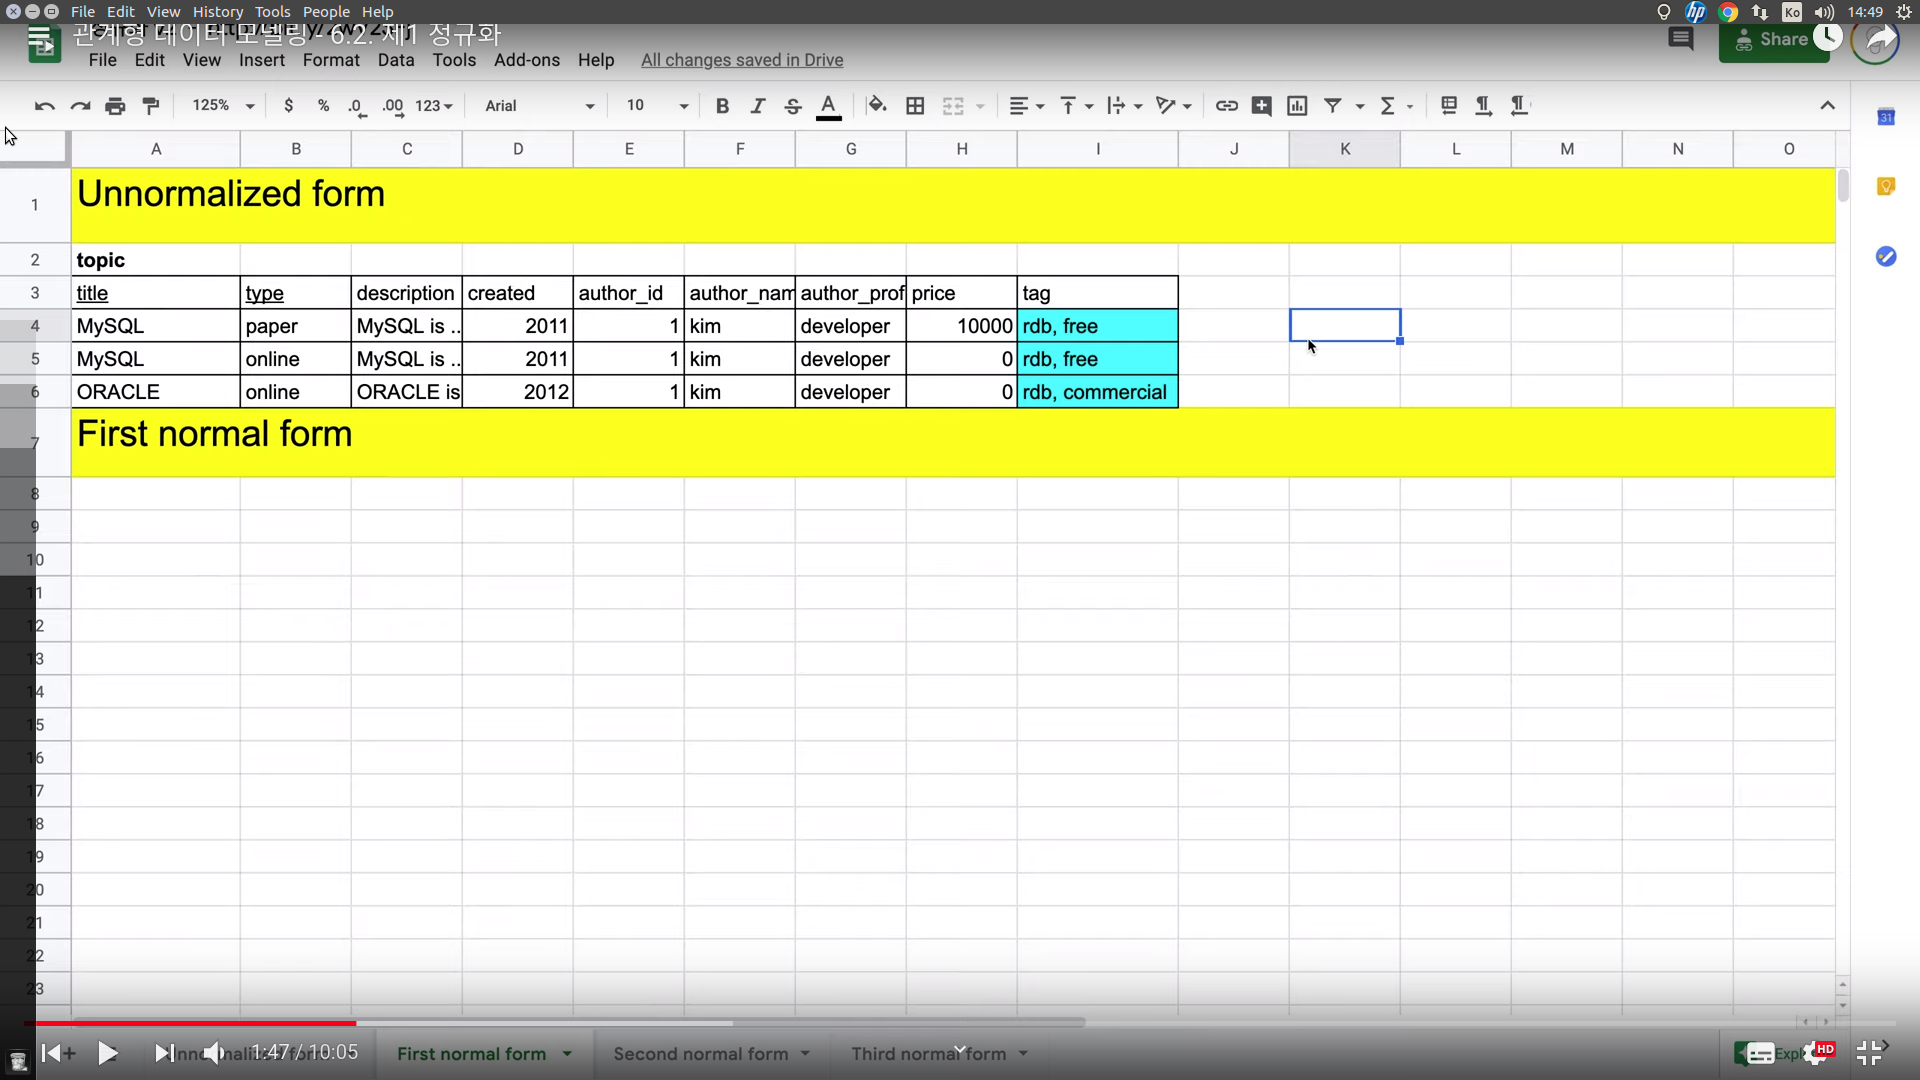 File Edit View History Tools People Help
Ko 14:49
관계형 데이터 모델링 - 6.2. 제1 정규화
File Edit View Insert Format Data Tools Add-ons Help All changes saved in Drive Share
125% $ % .0 .00 123 Arial 10 B I S A
31
A B C D E F G H I J K L M N O
1 Unnormalized form
2 topic
3 title type description created author_id author_nam author_prof price tag
4 MySQL paper MySQL is .. 2011 1 kim developer 10000 rdb, free
5 MySQL online MySQL is .. 2011 1 kim developer 0 rdb, free
6 ORACLE online ORACLE is 2012 1 kim developer 0 rdb, commercial
7 First normal form
8
9
10
11
12
13
14
15
16
17
18
19
20
21
22
23
1:47 / 10:05 First normal form Second normal form Third normal form Expl HD